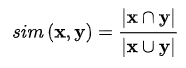 sim (x, y) = |x ∩ y| / |x ∪ y|